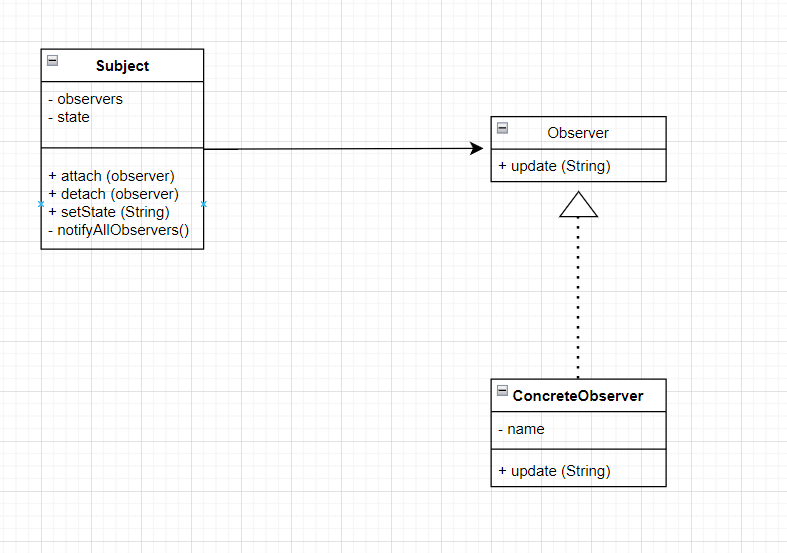 Subject
- observers
- state
+ attach (observer)
+ detach (observer)
+ setState (String)
- notifyAllObservers()
Observer
+ update (String)
ConcreteObserver
- name
+ update (String)